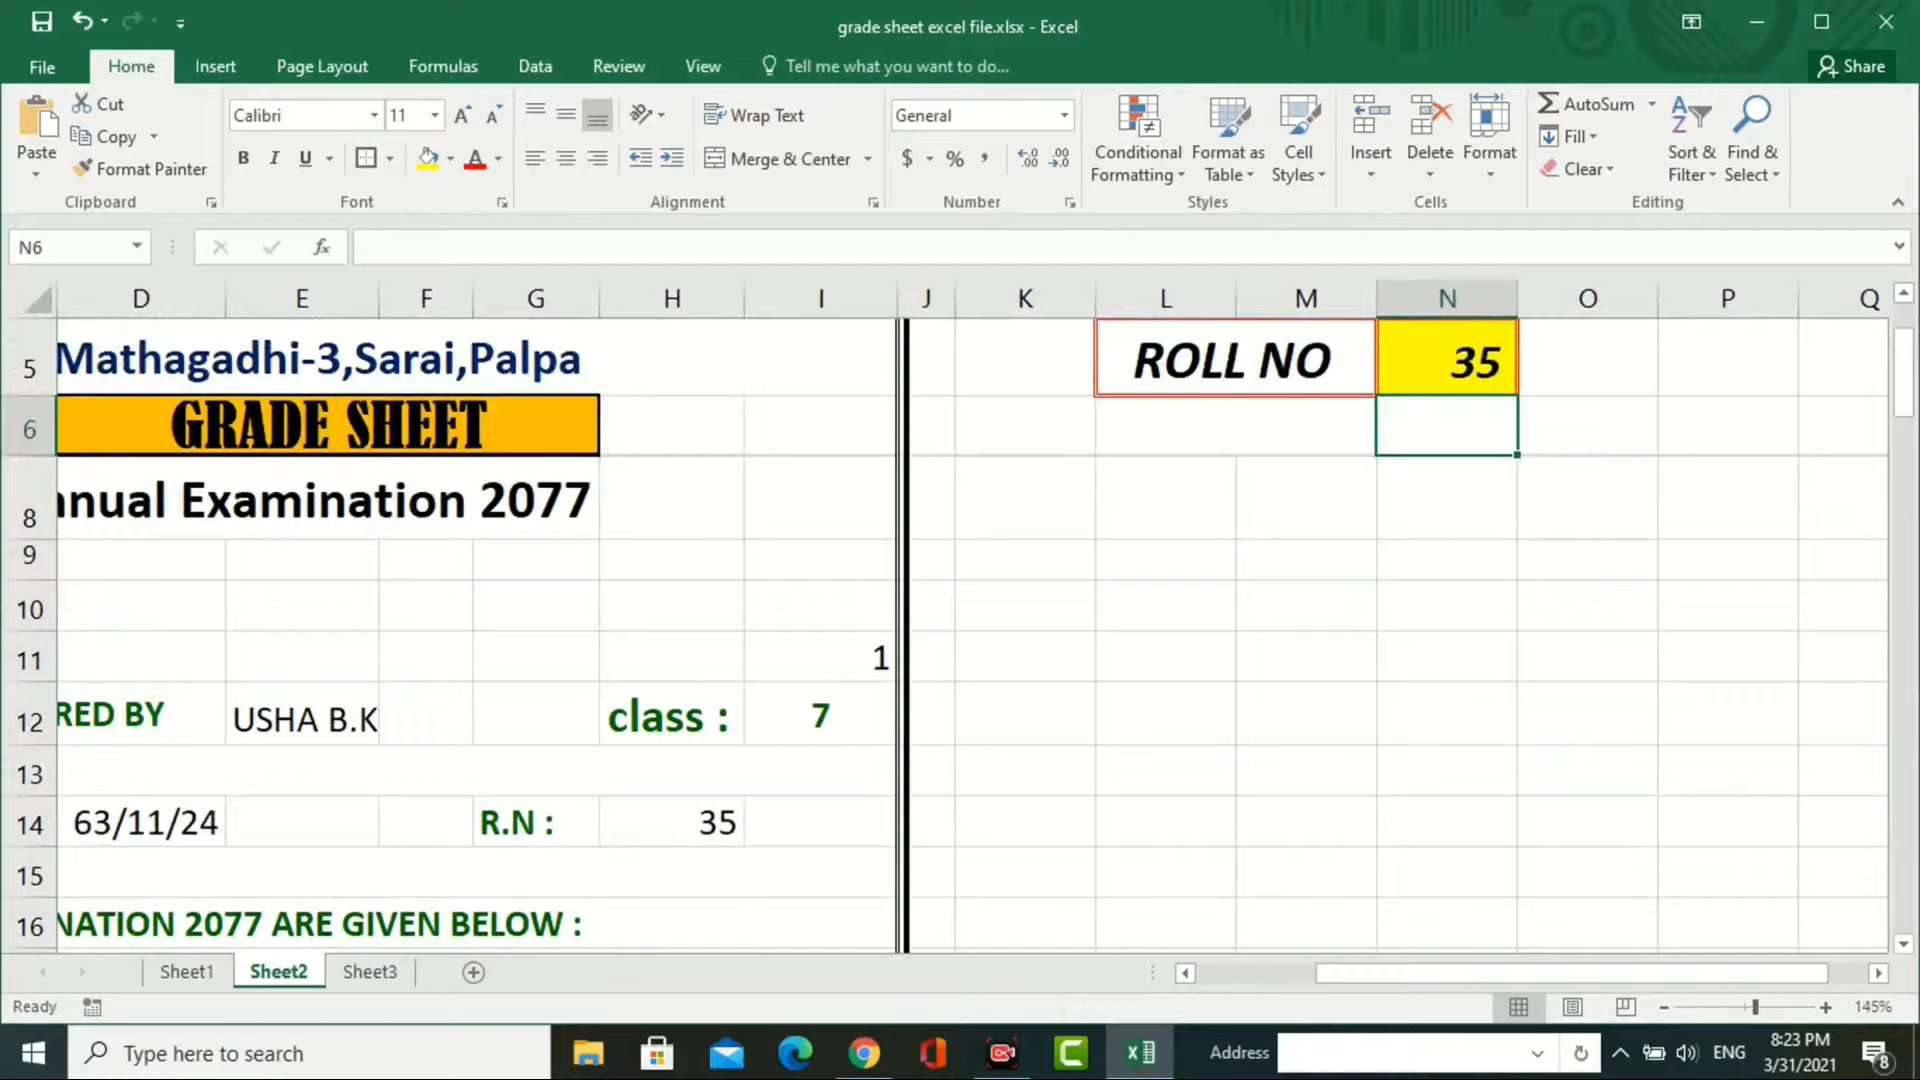 grade sheet excel file.xlsx - Excel
File Home Insert Page Layout Formulas Data Review View Tell me what you want to do... Share
Paste
Cut
Copy
Format Painter
Clipboard
Calibri 11
B I U A
Font
Wrap Text
Merge & Center
Alignment
General
$ % ,
Number
Conditional Formatting
Format as Table
Cell Styles
Styles
Insert
Delete
Format
Cells
AutoSum
Fill
Clear
Sort & Filter
Find & Select
Editing
N6 fx
D E F G H I J K L M N O P Q
5 Mathagadhi-3,Sarai,Palpa ROLL NO 35
6 GRADE SHEET
8 nnual Examination 2077
9
10
11 1
12 RED BY USHA B.K class : 7
13
14 63/11/24 R.N : 35
15
16 NATION 2077 ARE GIVEN BELOW :
Sheet1 Sheet2 Sheet3
Ready 145%
Type here to search Address ENG 8:23 PM
3/31/2021 8